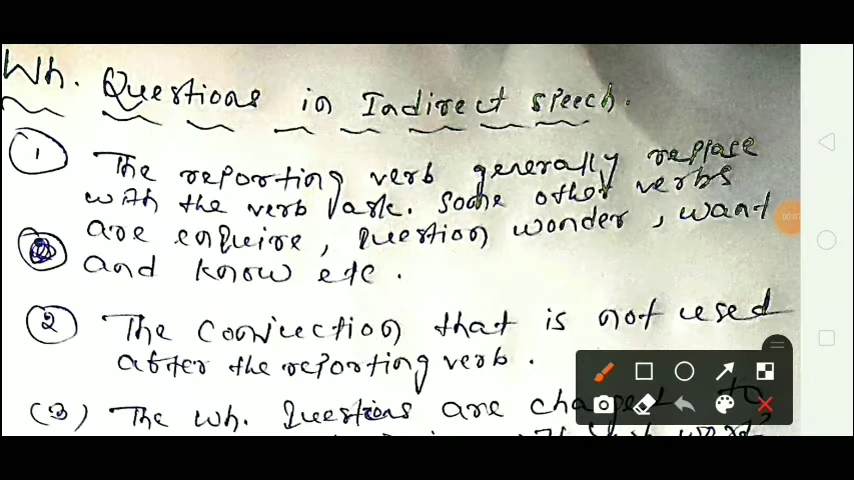 Wh. Questions in Indirect speech.
1 The reporting verb generally replace
with the verb ask. Some other verbs
are enquire, question wonder, want
and know etc.
2 The conjuction that is not used
after the reporting verb.
(3) The Wh. Questions are changed to